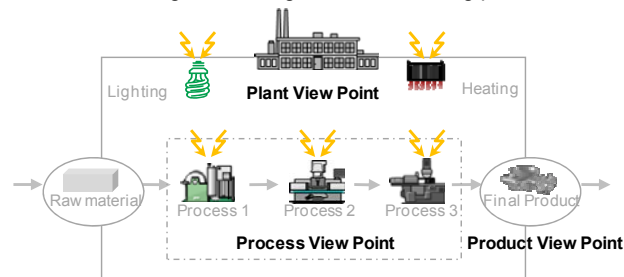 Lighting
Plant View Point
Heating
Raw material
Process 1
Process 2
Process 3
Final Product
Process View Point
Product View Point